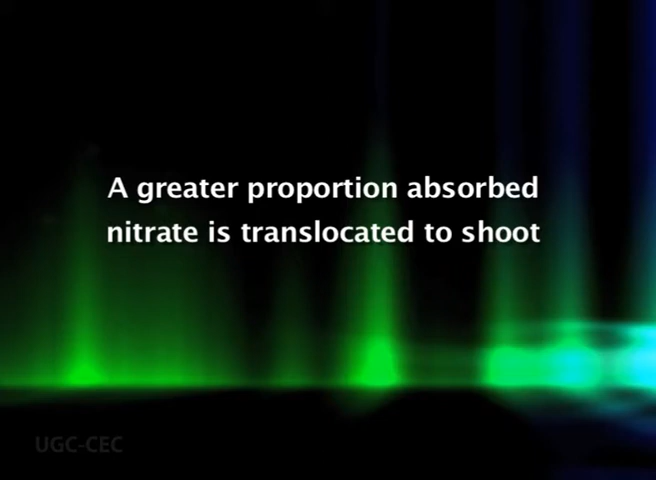 A greater proportion absorbed
nitrate is translocated to shoot
UGC-CEC